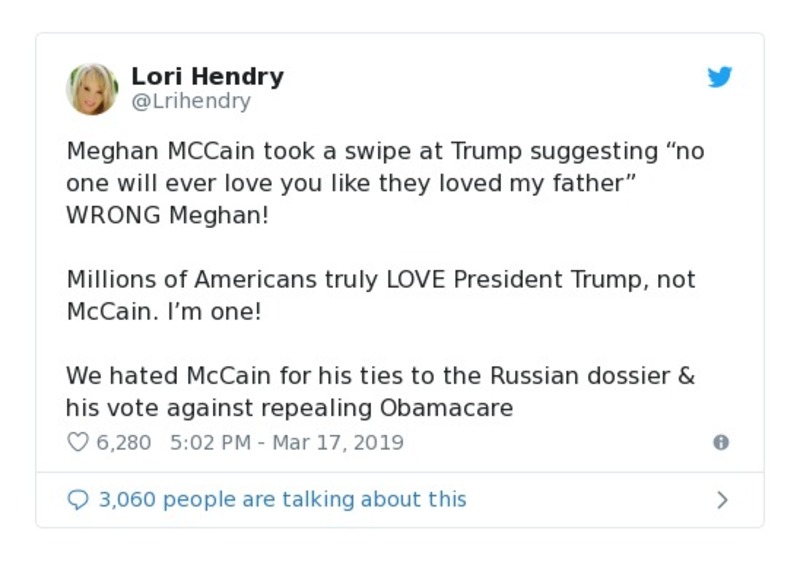 Lori Hendry
@Lrihendry
Meghan MCCain took a swipe at Trump suggesting “no
one will ever love you like they loved my father”
WRONG Meghan!
Millions of Americans truly LOVE President Trump, not
McCain. I’m one!
We hated McCain for his ties to the Russian dossier &
his vote against repealing Obamacare
6,280 5:02 PM - Mar 17, 2019
3,060 people are talking about this